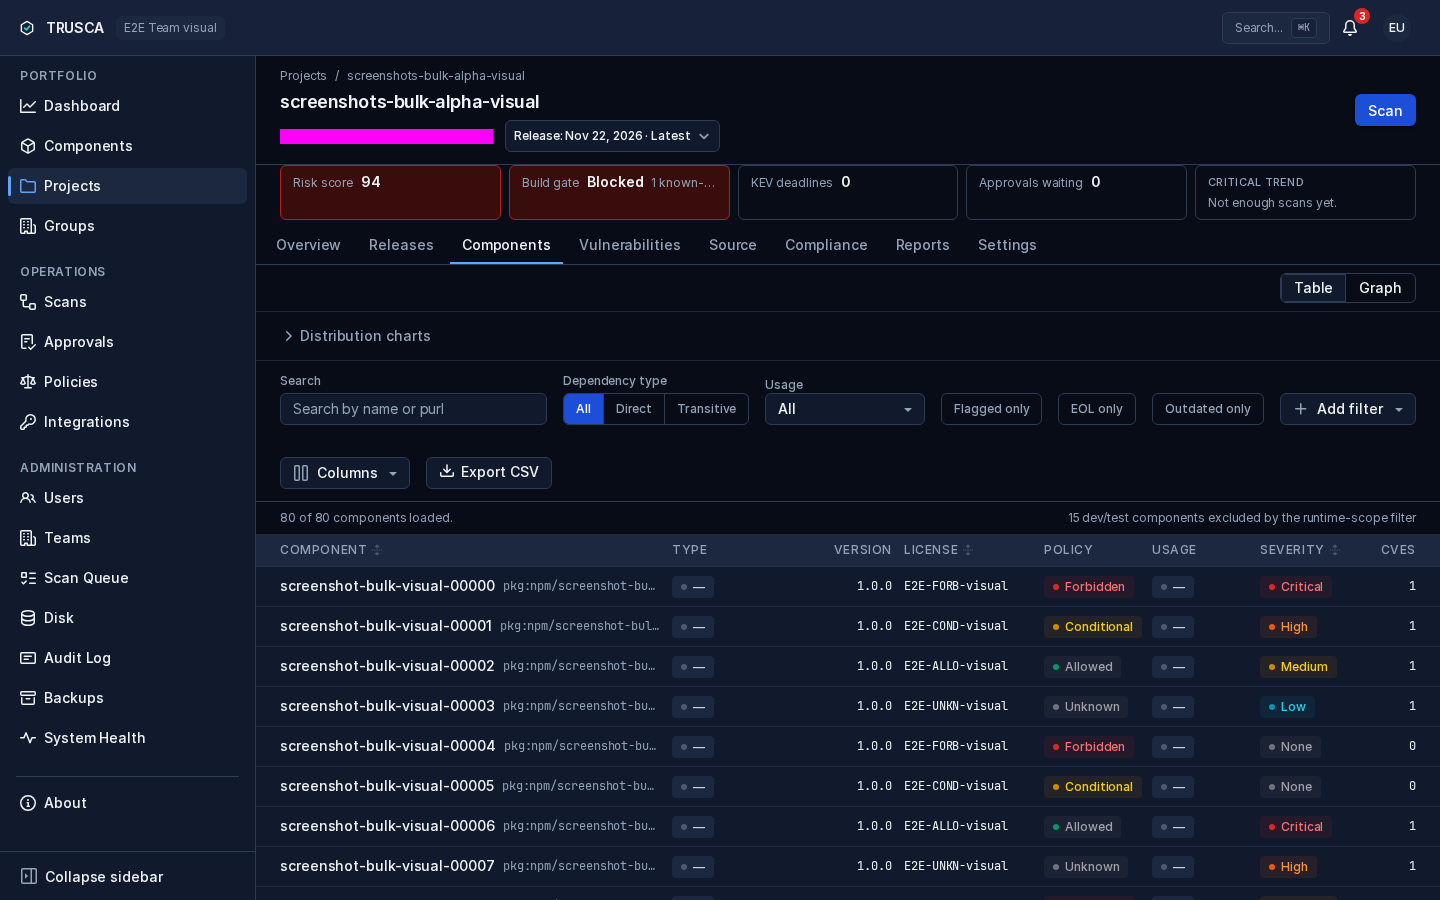 TRUSCA E2E Team visual Search... ⌘K 3 EU
PORTFOLIO
Dashboard
Components
Projects
Groups
OPERATIONS
Scans
Approvals
Policies
Integrations
ADMINISTRATION
Users
Teams
Scan Queue
Disk
Audit Log
Backups
System Health
About
Collapse sidebar
Projects / screenshots-bulk-alpha-visual
screenshots-bulk-alpha-visual
Scan
Release: Nov 22, 2026 · Latest
Risk score 94
Build gate Blocked 1 known-…
KEV deadlines 0
Approvals waiting 0
CRITICAL TREND
Not enough scans yet.
Overview Releases Components Vulnerabilities Source Compliance Reports Settings
Table Graph
Distribution charts
Search Dependency type Usage
Search by name or purl All Direct Transitive All Flagged only EOL only Outdated only Add filter
Columns Export CSV
80 of 80 components loaded. 15 dev/test components excluded by the runtime-scope filter
COMPONENT TYPE VERSION LICENSE POLICY USAGE SEVERITY CVES
screenshot-bulk-visual-00000 pkg:npm/screenshot-bu… — 1.0.0 E2E-FORB-visual Forbidden — Critical 1
screenshot-bulk-visual-00001 pkg:npm/screenshot-bul… — 1.0.0 E2E-COND-visual Conditional — High 1
screenshot-bulk-visual-00002 pkg:npm/screenshot-bu… — 1.0.0 E2E-ALLO-visual Allowed — Medium 1
screenshot-bulk-visual-00003 pkg:npm/screenshot-bu… — 1.0.0 E2E-UNKN-visual Unknown — Low 1
screenshot-bulk-visual-00004 pkg:npm/screenshot-bu… — 1.0.0 E2E-FORB-visual Forbidden — None 0
screenshot-bulk-visual-00005 pkg:npm/screenshot-bu… — 1.0.0 E2E-COND-visual Conditional — None 0
screenshot-bulk-visual-00006 pkg:npm/screenshot-bu… — 1.0.0 E2E-ALLO-visual Allowed — Critical 1
screenshot-bulk-visual-00007 pkg:npm/screenshot-bu… — 1.0.0 E2E-UNKN-visual Unknown — High 1